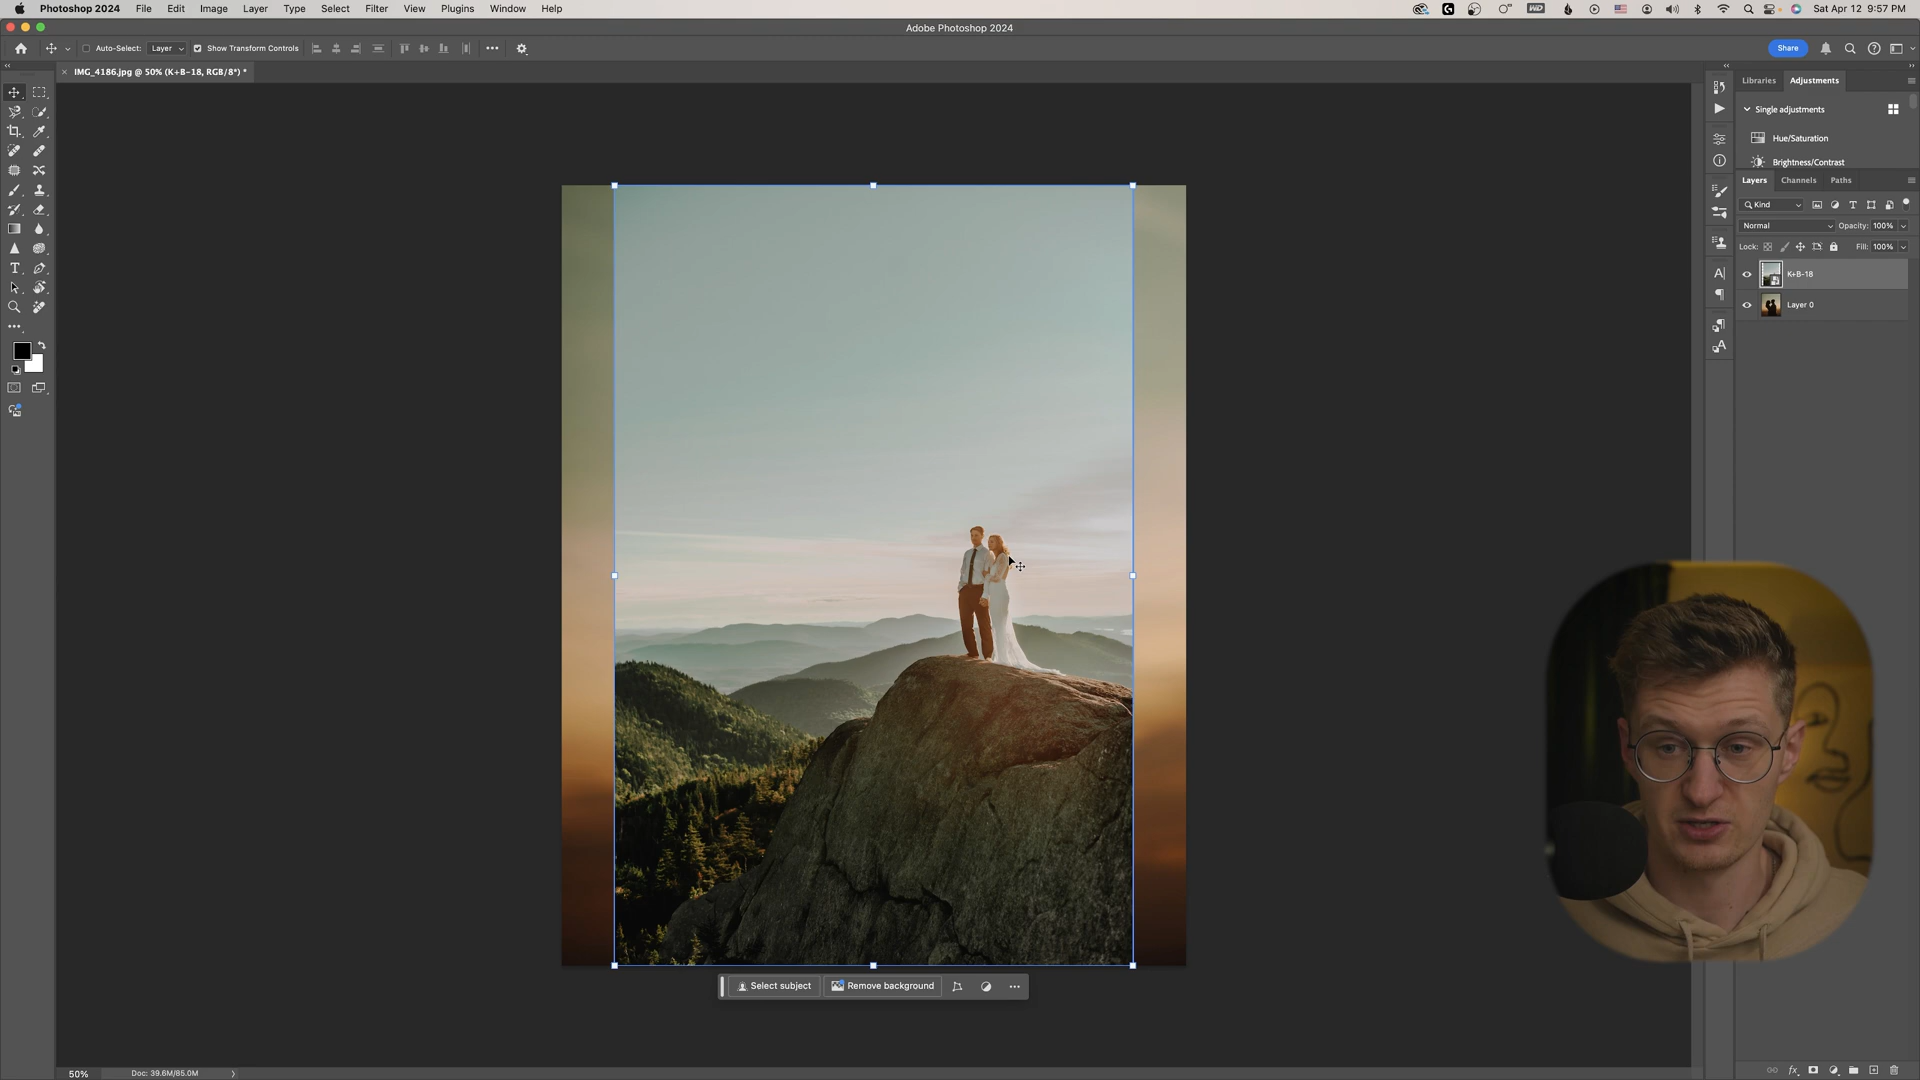 Photoshop 2024 File Edit Image Layer Type Select Filter View Plugins Window Help Sat Apr 12 9:57 PM
Adobe Photoshop 2024
Auto-Select: Layer Show Transform Controls Share
IMG_4186.jpg @ 50% (K+B-18, RGB/8*) *
Libraries Adjustments
Single adjustments
Hue/Saturation
Brightness/Contrast
Layers Channels Paths
Kind
Normal Opacity: 100%
Lock: Fill: 100%
K+B-18
Layer 0
Select subject Remove background
50% Doc: 39.6M/85.0M